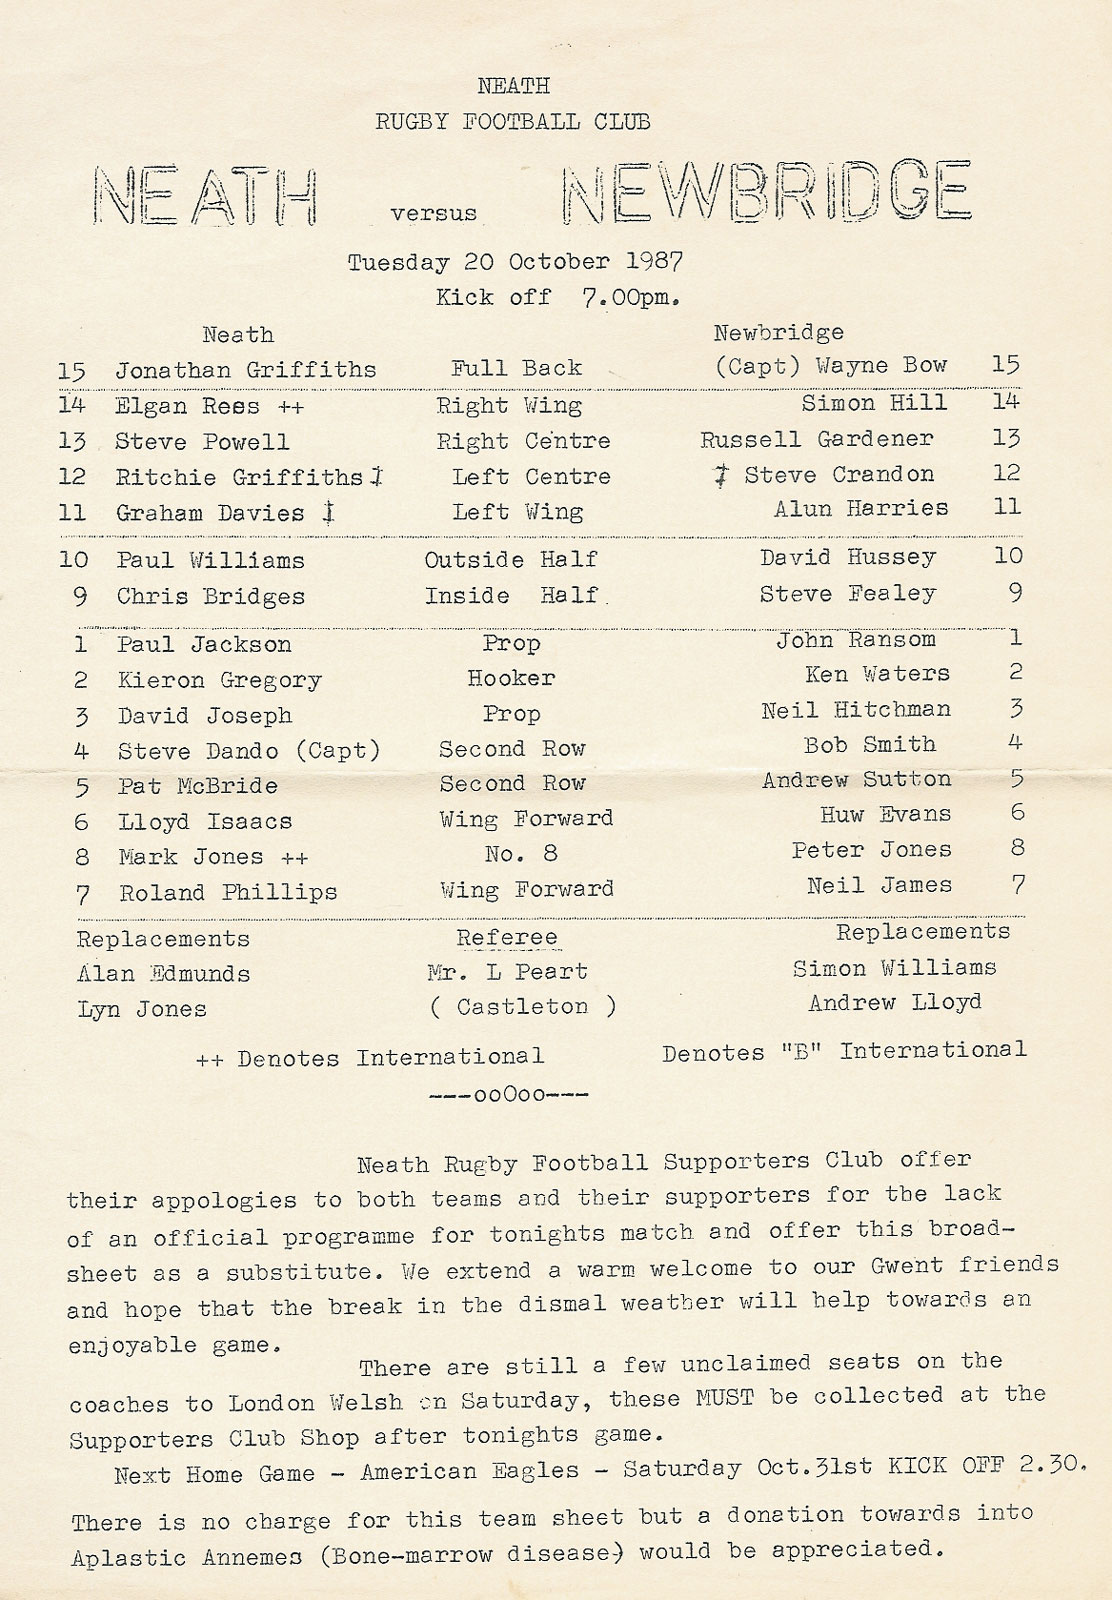 NEATH
RUGBY FOOTBALL CLUB
NEATH versus NEWBRIDGE
Tuesday 20 October 1987
Kick off 7.00pm.
Neath Newbridge
15 Jonathan Griffiths Full Back (Capt) Wayne Bow 15
14 Elgan Rees ++ Right Wing Simon Hill 14
13 Steve Powell Right Centre Russell Gardener 13
12 Ritchie Griffiths ‡ Left Centre ‡ Steve Crandon 12
11 Graham Davies ‡ Left Wing Alun Harries 11
10 Paul Williams Outside Half David Hussey 10
9 Chris Bridges Inside Half. Steve Fealey 9
1 Paul Jackson Prop John Ransom 1
2 Kieron Gregory Hooker Ken Waters 2
3 David Joseph Prop Neil Hitchman 3
4 Steve Dando (Capt) Second Row Bob Smith 4
5 Pat McBride Second Row Andrew Sutton 5
6 Lloyd Isaacs Wing Forward Huw Evans 6
8 Mark Jones ++ No. 8 Peter Jones 8
7 Roland Phillips Wing Forward Neil James 7
Replacements Referee Replacements
Alan Edmunds Mr. L Peart Simon Williams
Lyn Jones ( Castleton ) Andrew Lloyd
++ Denotes International Denotes "B" International
---ooOoo---
Neath Rugby Football Supporters Club offer
their appologies to both teams and their supporters for the lack
of an official programme for tonights match and offer this broad-
sheet as a substitute. We extend a warm welcome to our Gwent friends
and hope that the break in the dismal weather will help towards an
enjoyable game.
There are still a few unclaimed seats on the
coaches to London Welsh on Saturday, these MUST be collected at the
Supporters Club Shop after tonights game.
Next Home Game - American Eagles - Saturday Oct.31st KICK OFF 2.30.
There is no charge for this team sheet but a donation towards into
Aplastic Annemea (Bone-marrow disease) would be appreciated.